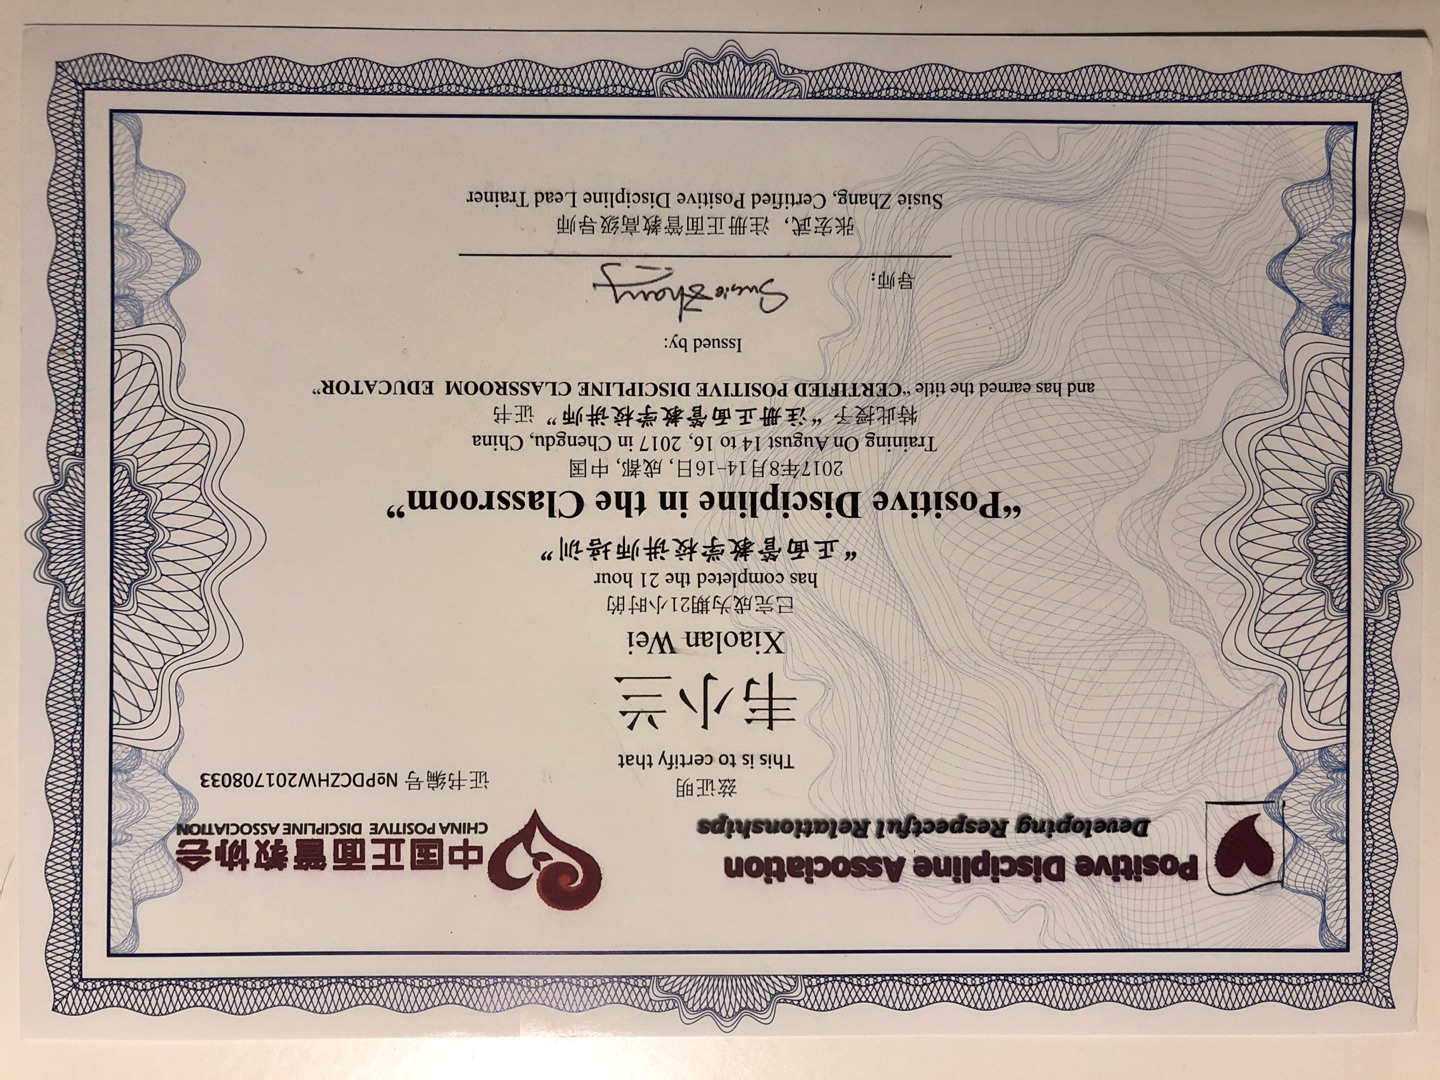 Positive Discipline Association
Developing Respectful Relationships
中国正面管教协会
CHINA POSITIVE DISCIPLINE ASSOCIATION
证书编号 №PDCZHW201708033
兹证明
This is to certify that
韦小兰
Xiaolan Wei
已完成为期21小时的
has completed the 21 hour
“正面管教学校讲师培训”
“Positive Discipline in the Classroom”
2017年8月14-16日, 成都, 中国
Training On August 14 to 16, 2017 in Chengdu, China
特此授予 “注册正面管教学校讲师” 证书
and has earned the title “CERTIFIED POSITIVE DISCIPLINE CLASSROOM EDUCATOR”
Issued by:
导师:
Susie Zhang
张宏武, 注册正面管教高级导师
Susie Zhang, Certified Positive Discipline Lead Trainer